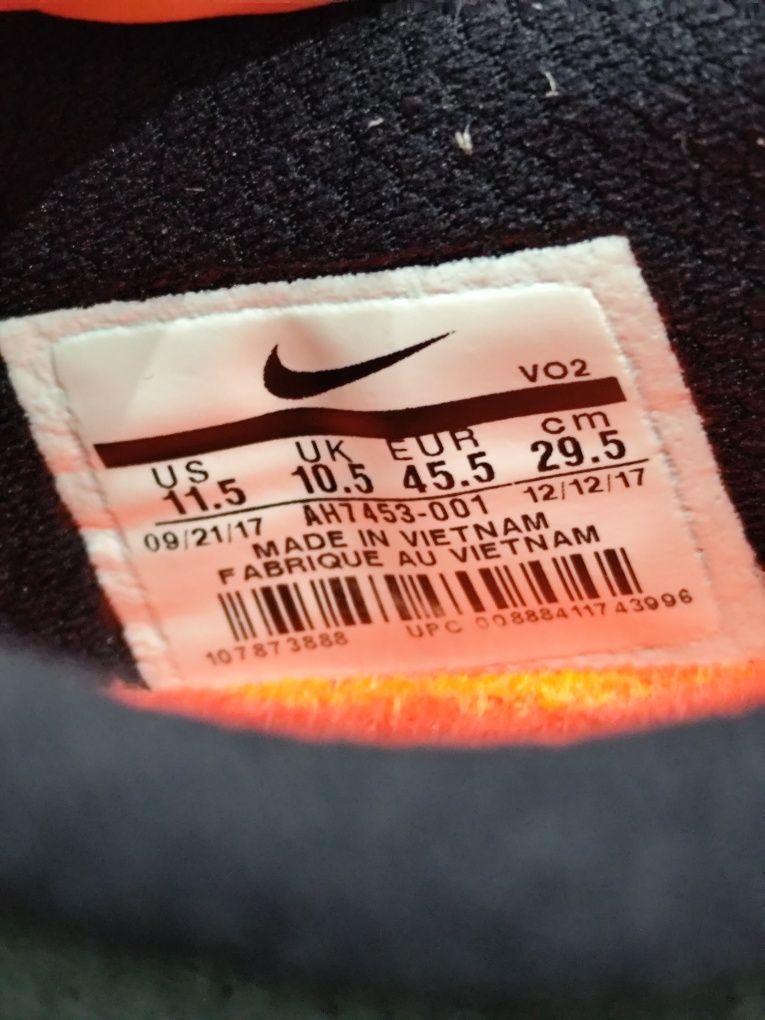 VO2
US UK EUR cm
11.5 10.5 45.5 29.5
09/21/17 AH7453-001 12/12/17
MADE IN VIETNAM
FABRIQUE AU VIETNAM
107873888 UPC 00888411743996